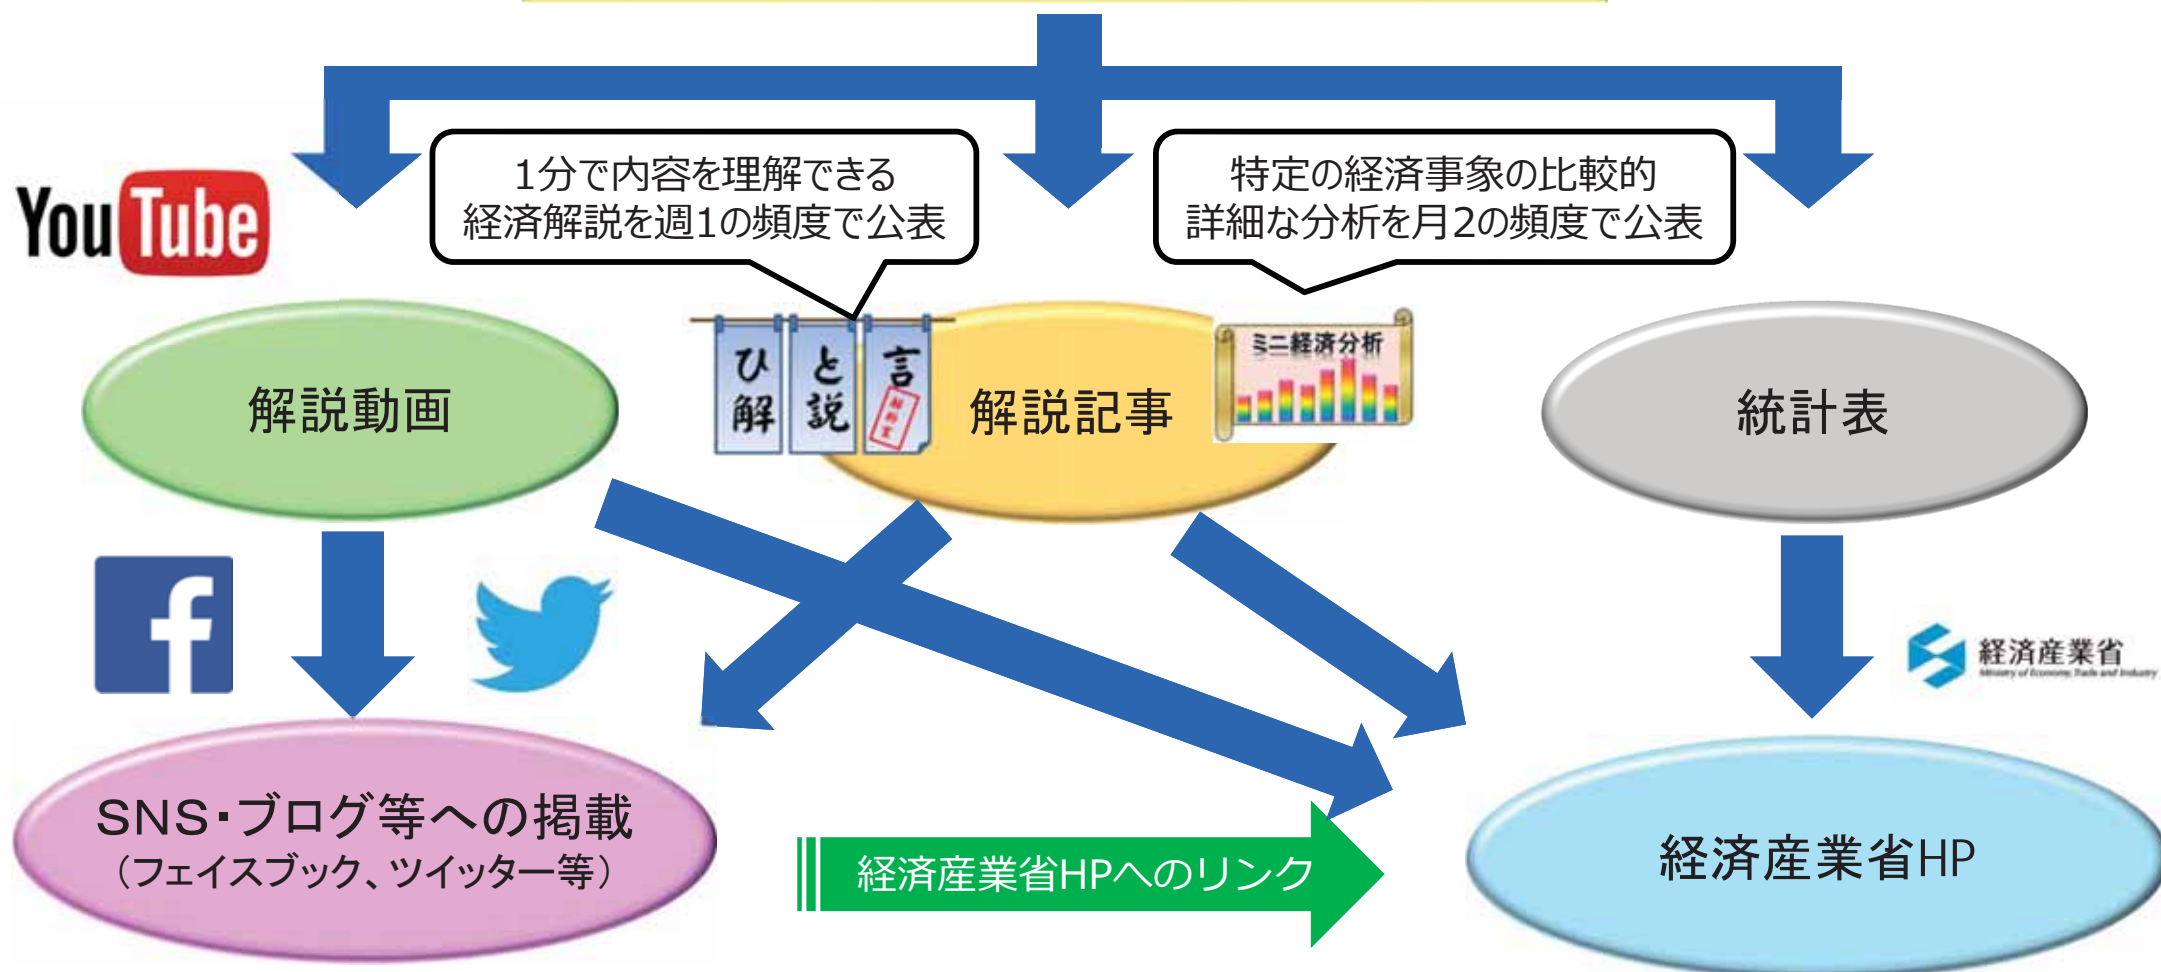 1分で内容を理解できる
経済解説を週1の頻度で公表
特定の経済事象の比較的
詳細な分析を月2の頻度で公表
YouTube
解説動画
ひと言
解説
解説記事
ミニ経済分析
統計表
経済産業省
Ministry of Economy, Trade and Industry
SNS・ブログ等への掲載
（フェイスブック、ツイッター等）
経済産業省HPへのリンク
経済産業省HP